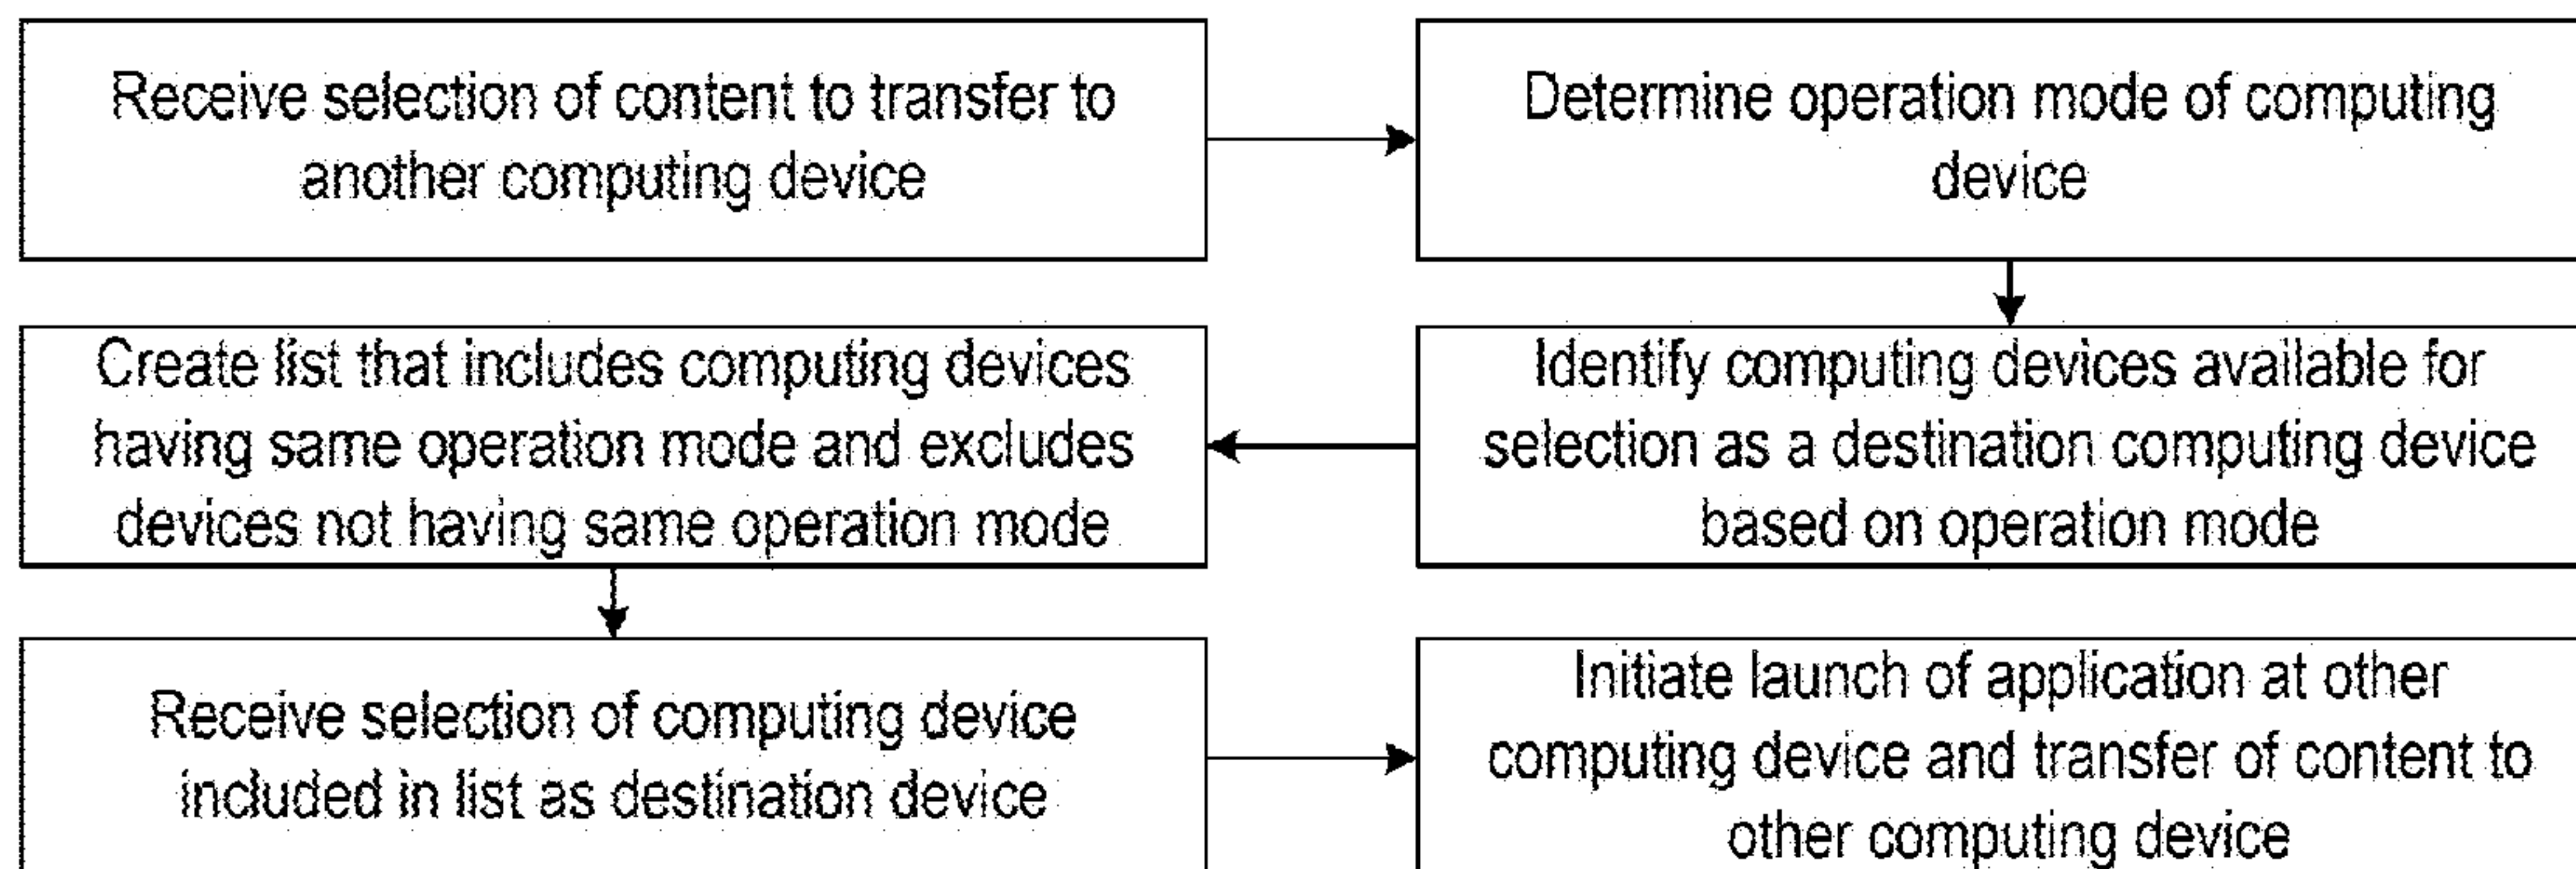 Receive selection of content to transfer to
another computing device
Determine operation mode of computing
device
Identify computing devices available for
selection as a destination computing device
based on operation mode
Create list that includes computing devices
having same operation mode and excludes
devices not having same operation mode
Receive selection of computing device
included in list as destination device
Initiate launch of application at other
computing device and transfer of content to
other computing device